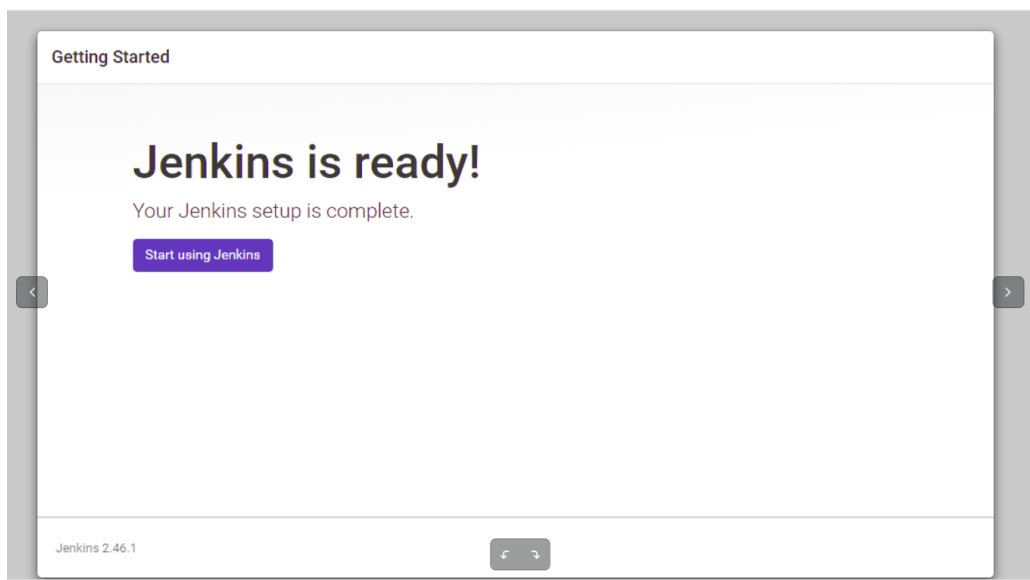 Getting Started
Jenkins is ready!
Your Jenkins setup is complete.
Start using Jenkins
Jenkins 2.46.1